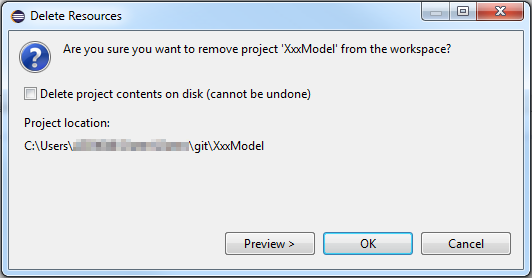 Delete Resources
Are you sure you want to remove project 'XxxModel' from the workspace?
Delete project contents on disk (cannot be undone)
Project location:
C:\Users\ \git\XxxModel
Preview > OK Cancel